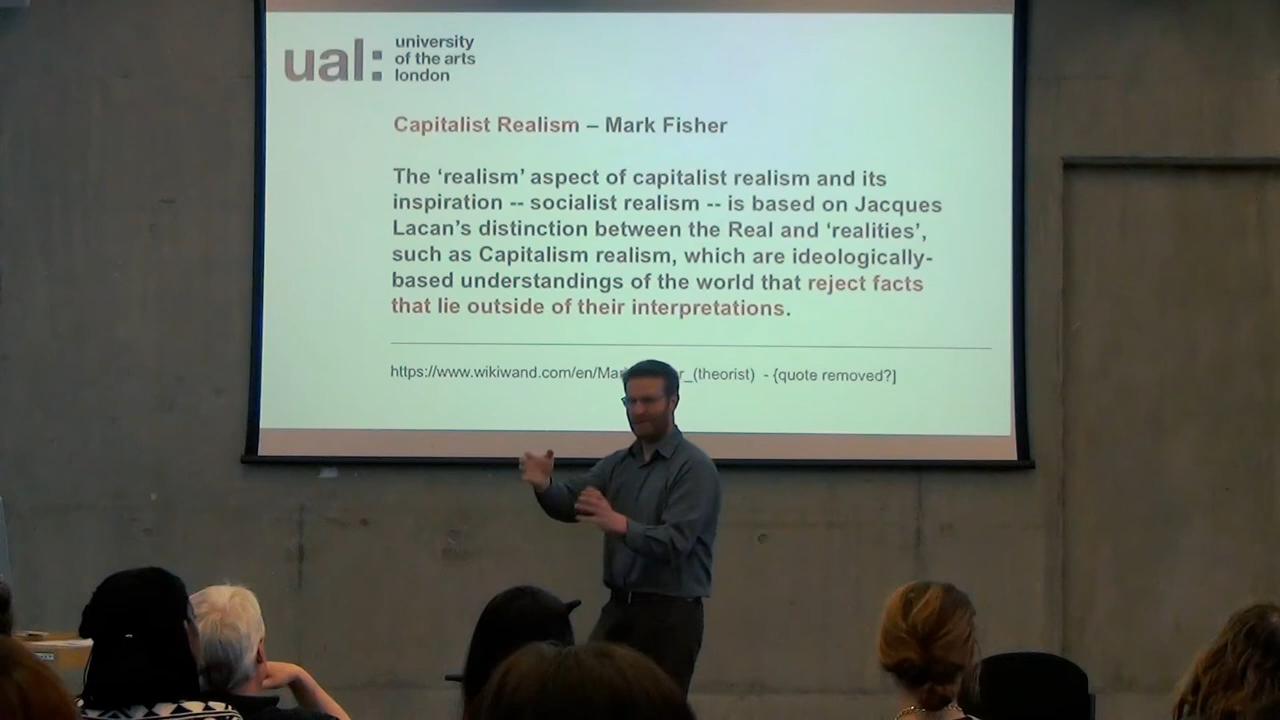 ual:
university
of the arts
london
Capitalist Realism – Mark Fisher
The ‘realism’ aspect of capitalist realism and its
inspiration -- socialist realism -- is based on Jacques
Lacan’s distinction between the Real and ‘realities’,
such as Capitalism realism, which are ideologically-
based understandings of the world that reject facts
that lie outside of their interpretations.
https://www.wikiwand.com/en/Ma r_(theorist) - {quote removed?]